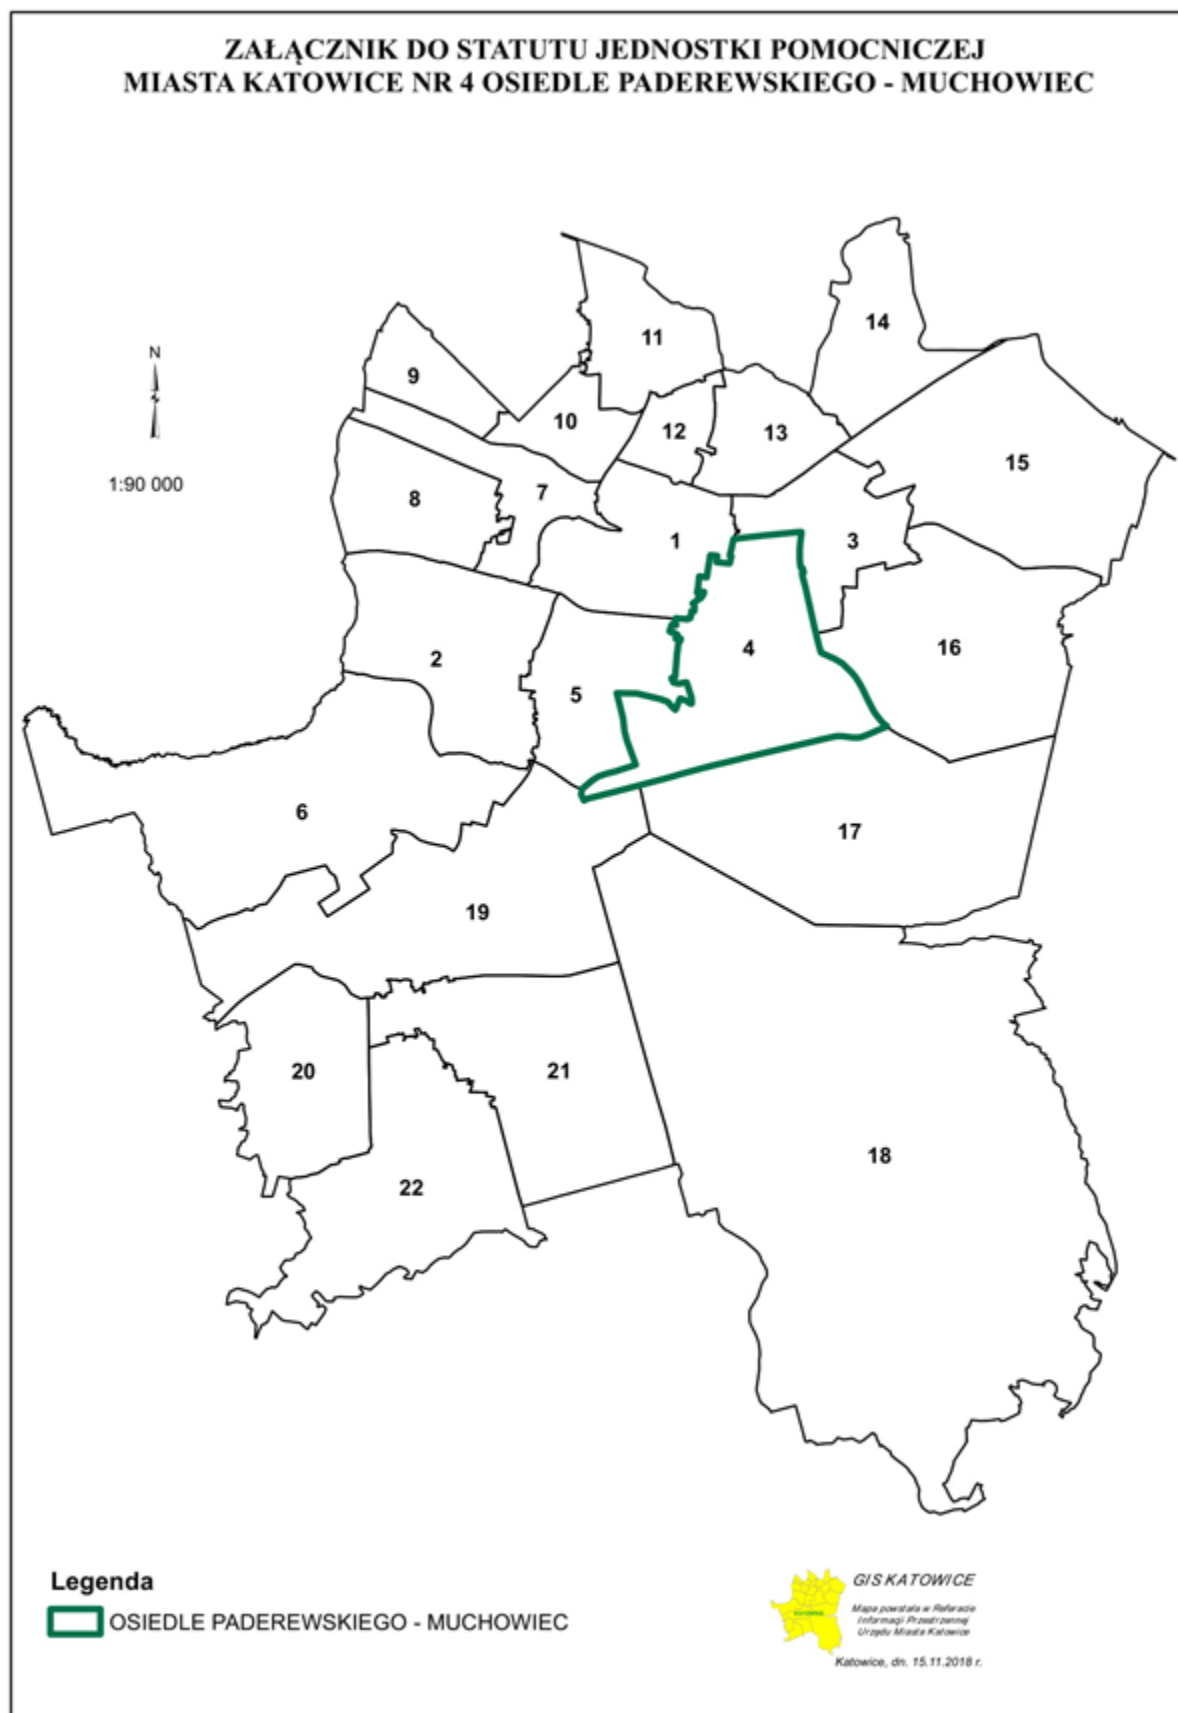 ZAŁĄCZNIK DO STATUTU JEDNOSTKI POMOCNICZEJ
MIASTA KATOWICE NR 4 OSIEDLE PADEREWSKIEGO - MUCHOWIEC
N
1:90 000
14
11
9
10
12
13
15
8
7
1
3
4
16
2
5
6
17
19
20
21
18
22
Legenda
OSIEDLE PADEREWSKIEGO - MUCHOWIEC
GIS KATOWICE
Mapa powstała w Referacie
Informacji Przestrzennej
Urzędu Miasta Katowice
Katowice, dn. 15.11.2018 r.
KATOWICE